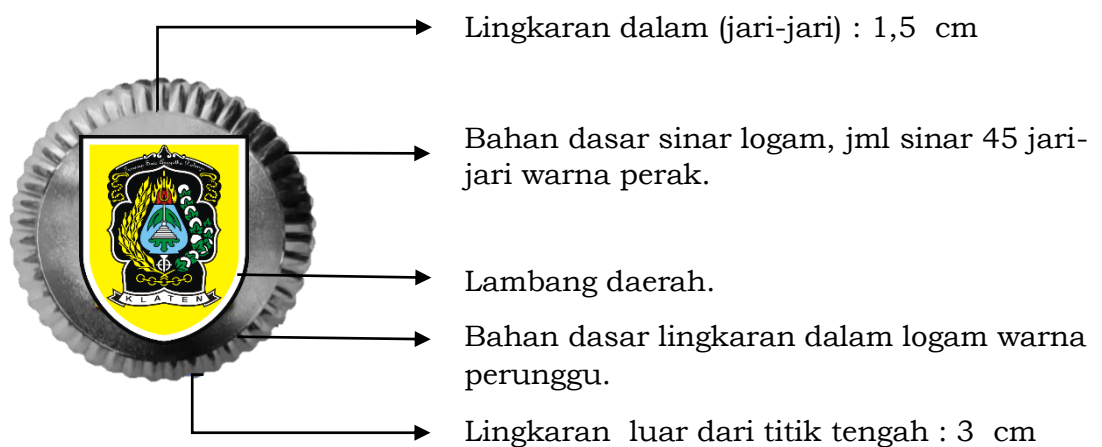 Lingkaran dalam (jari-jari) : 1,5 cm
Bahan dasar sinar logam, jml sinar 45 jari-
jari warna perak.
KLATEN
Lambang daerah.
Bahan dasar lingkaran dalam logam warna
perunggu.
Lingkaran luar dari titik tengah : 3 cm